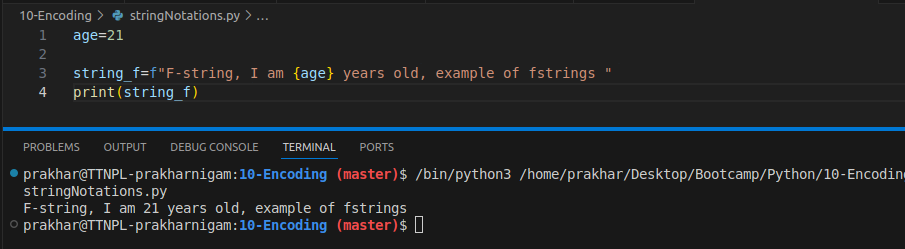 10-Encoding > stringNotations.py > ...
1 age=21
2
3 string_f=f"F-string, I am {age} years old, example of fstrings "
4 print(string_f)
PROBLEMS OUTPUT DEBUG CONSOLE TERMINAL PORTS
prakhar@TTNPL-prakharnigam:10-Encoding (master)$ /bin/python3 /home/prakhar/Desktop/Bootcamp/Python/10-Encoding
stringNotations.py
F-string, I am 21 years old, example of fstrings
prakhar@TTNPL-prakharnigam:10-Encoding (master)$